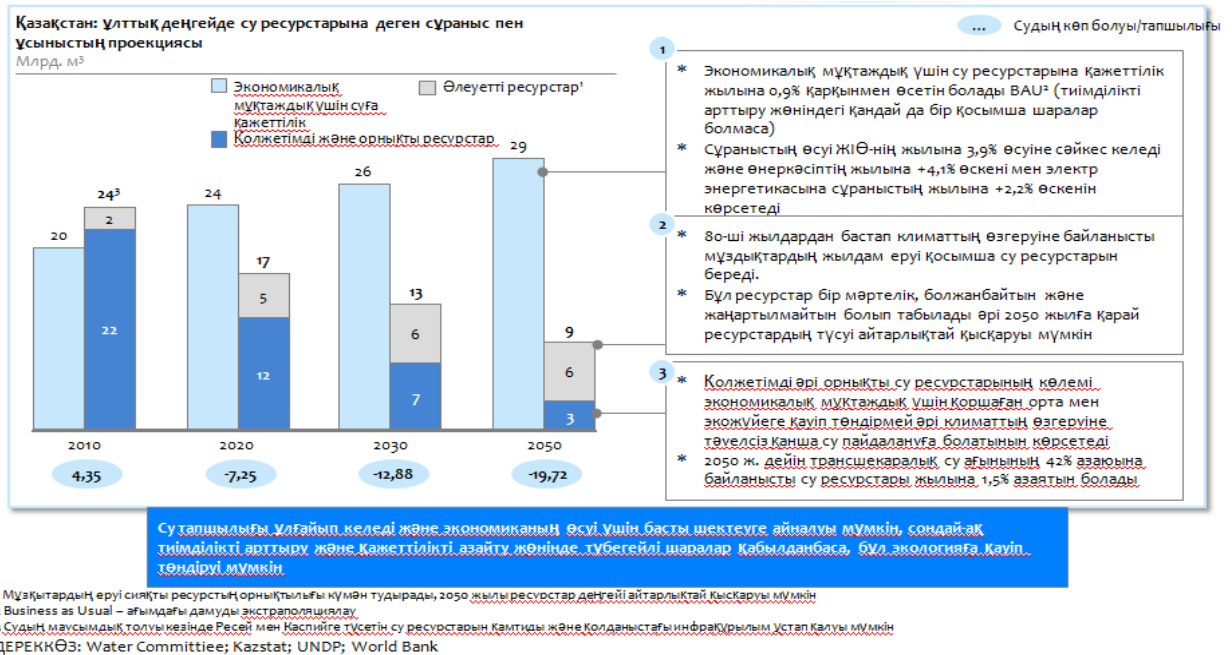 Қазақстан: ұлттық деңгейде су ресурстарына деген сұраныс пен
ұсыныстың проекциясы
Млрд. м³
... Судың көп болуы/тапшылығы
Экономикалық
мұқтаждық үшін суға
қажеттілік
Әлеуетті ресурстар¹
Қолжетімді және орнықты ресурстар
20
24³
2
22
24
17
5
12
26
13
6
7
29
9
6
3
2010 2020 2030 2050
4,35 -7,25 -12,88 -19,72
1
* Экономикалық мұқтаждық үшін су ресурстарына қажеттілік
жылына 0,9% қарқынмен өсетін болады BAU² (тиімділікті
арттыру жөніндегі қандай да бір қосымша шаралар
болмаса)
* Сұраныстың өсуі ЖІӨ-нің жылына 3,9% өсуіне сәйкес келеді
және өнеркәсіптің жылына +4,1% өскені мен электр
энергетикасына сұраныстың жылына +2,2% өскенін
көрсетеді
2
* 80-ші жылдардан бастап климаттың өзгеруіне байланысты
мұздықтардың жылдам еруі қосымша су ресурстарын
береді.
* Бұл ресурстар бір мәртелік, болжанбайтын және
жаңартылмайтын болып табылады әрі 2050 жылға қарай
ресурстардың түсуі айтарлықтай қысқаруы мүмкін
3
* Қолжетімді әрі орнықты су ресурстарының көлемі
экономикалық мұқтаждық үшін қоршаған орта мен
экожүйеге қауіп төндірмей әрі климаттың өзгеруіне
тәуелсіз қанша су пайдалануға болатынын көрсетеді
* 2050 ж. дейін трансшекаралық су ағынының 42% азаюына
байланысты су ресурстары жылына 1,5% азаятын болады
Су тапшылығы ұлғайып келеді және экономиканың өсуі үшін басты шектеуге айналуы мүмкін, сондай-ақ
тиімділікті арттыру және қажеттілікті азайту жөнінде түбегейлі шаралар қабылданбаса, бұл экологияға қауіп
төндіруі мүмкін
Мұзқытардың еруі сияқты ресурстың орнықтылығы күмән тудырады, 2050 жылы ресурстар деңгейі айтарлықтай қысқаруы мүмкін
Business as Usual – ағымдағы дамуды экстраполяциялау
Судың маусымдық толуы кезінде Ресей мен Каспийге түсетін су ресурстарын қамтиды және қолданыстағы инфрақұрылым ұстап қалуы мүмкін
ДЕРЕККӨЗ: Water Committiee; Kazstat; UNDP; World Bank